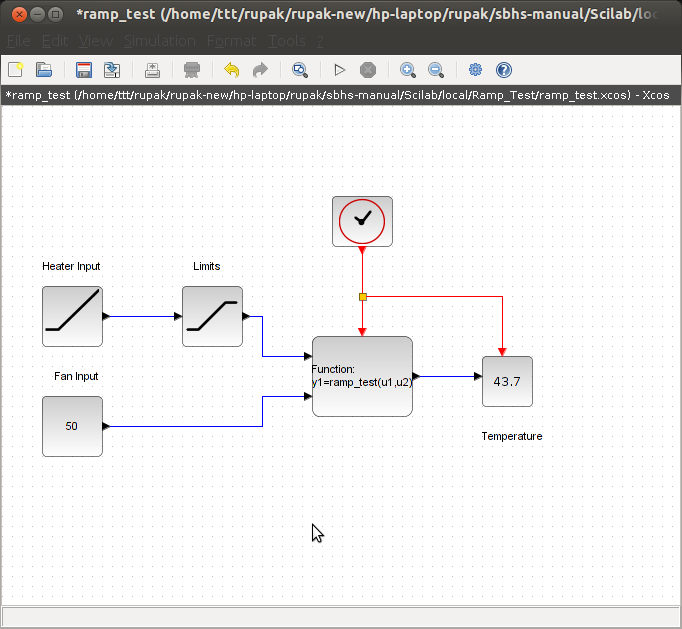 *ramp_test (/home/ttt/rupak/rupak-new/hp-laptop/rupak/sbhs-manual/Scilab/loc
File Edit View Simulation Format Tools ?
*ramp_test (/home/ttt/rupak/rupak-new/hp-laptop/rupak/sbhs-manual/Scilab/local/Ramp_Test/ramp_test.xcos) - Xcos
Heater Input
Limits
Function:
y1=ramp_test(u1,u2)
43.7
Fan Input
50
Temperature